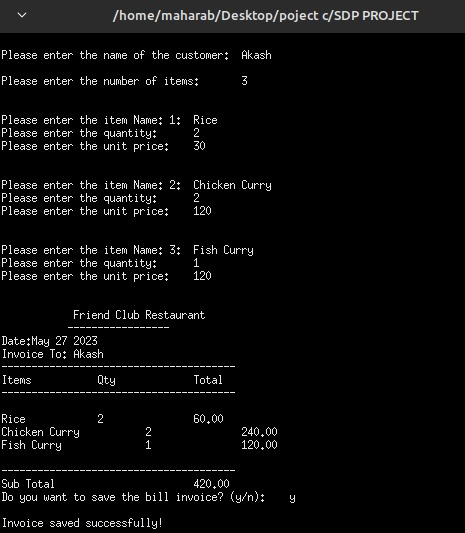 /home/maharab/Desktop/poject c/SDP PROJECT
Please enter the name of the customer: Akash
Please enter the number of items: 3
Please enter the item Name: 1: Rice
Please enter the quantity: 2
Please enter the unit price: 30
Please enter the item Name: 2: Chicken Curry
Please enter the quantity: 2
Please enter the unit price: 120
Please enter the item Name: 3: Fish Curry
Please enter the quantity: 1
Please enter the unit price: 120
Friend Club Restaurant
-----------------
Date:May 27 2023
Invoice To: Akash
---------------------------------------
Items Qty Total
---------------------------------------
Rice 2 60.00
Chicken Curry 2 240.00
Fish Curry 1 120.00
---------------------------------------
Sub Total 420.00
Do you want to save the bill invoice? (y/n): y
Invoice saved successfully!